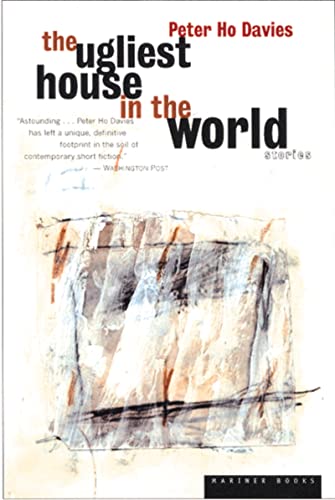 Peter Ho Davies
the ugliest
house
in the
world
stories
"Astounding . . . Peter Ho Davies
has left a unique, definitive
footprint in the soil of
contemporary short fiction."
— WASHINGTON POST
MARINER BOOKS